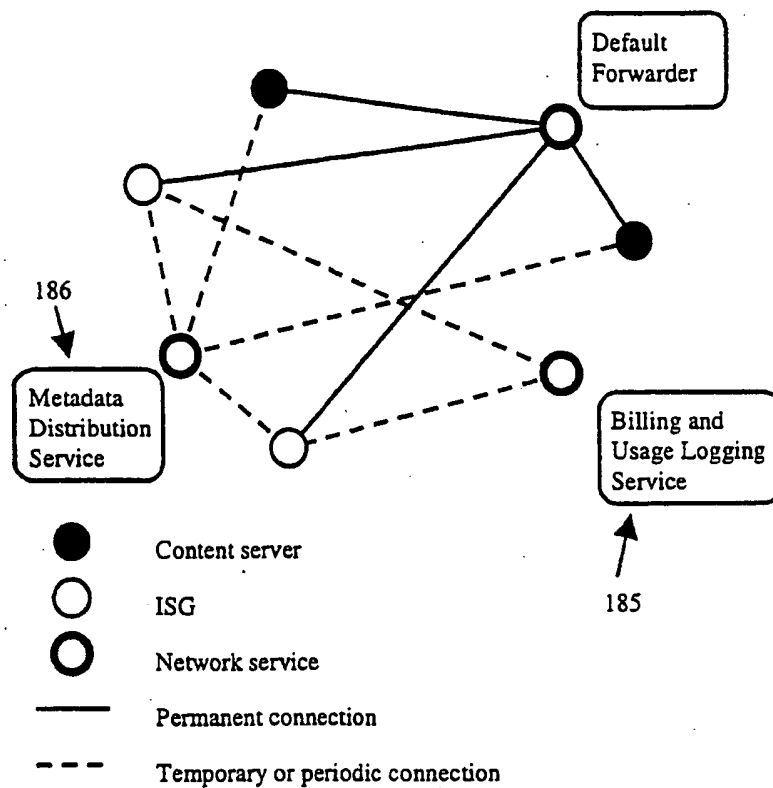 Default
Forwarder
186
Metadata
Distribution
Service
Billing and
Usage Logging
Service
185
Content server
ISG
Network service
Permanent connection
Temporary or periodic connection